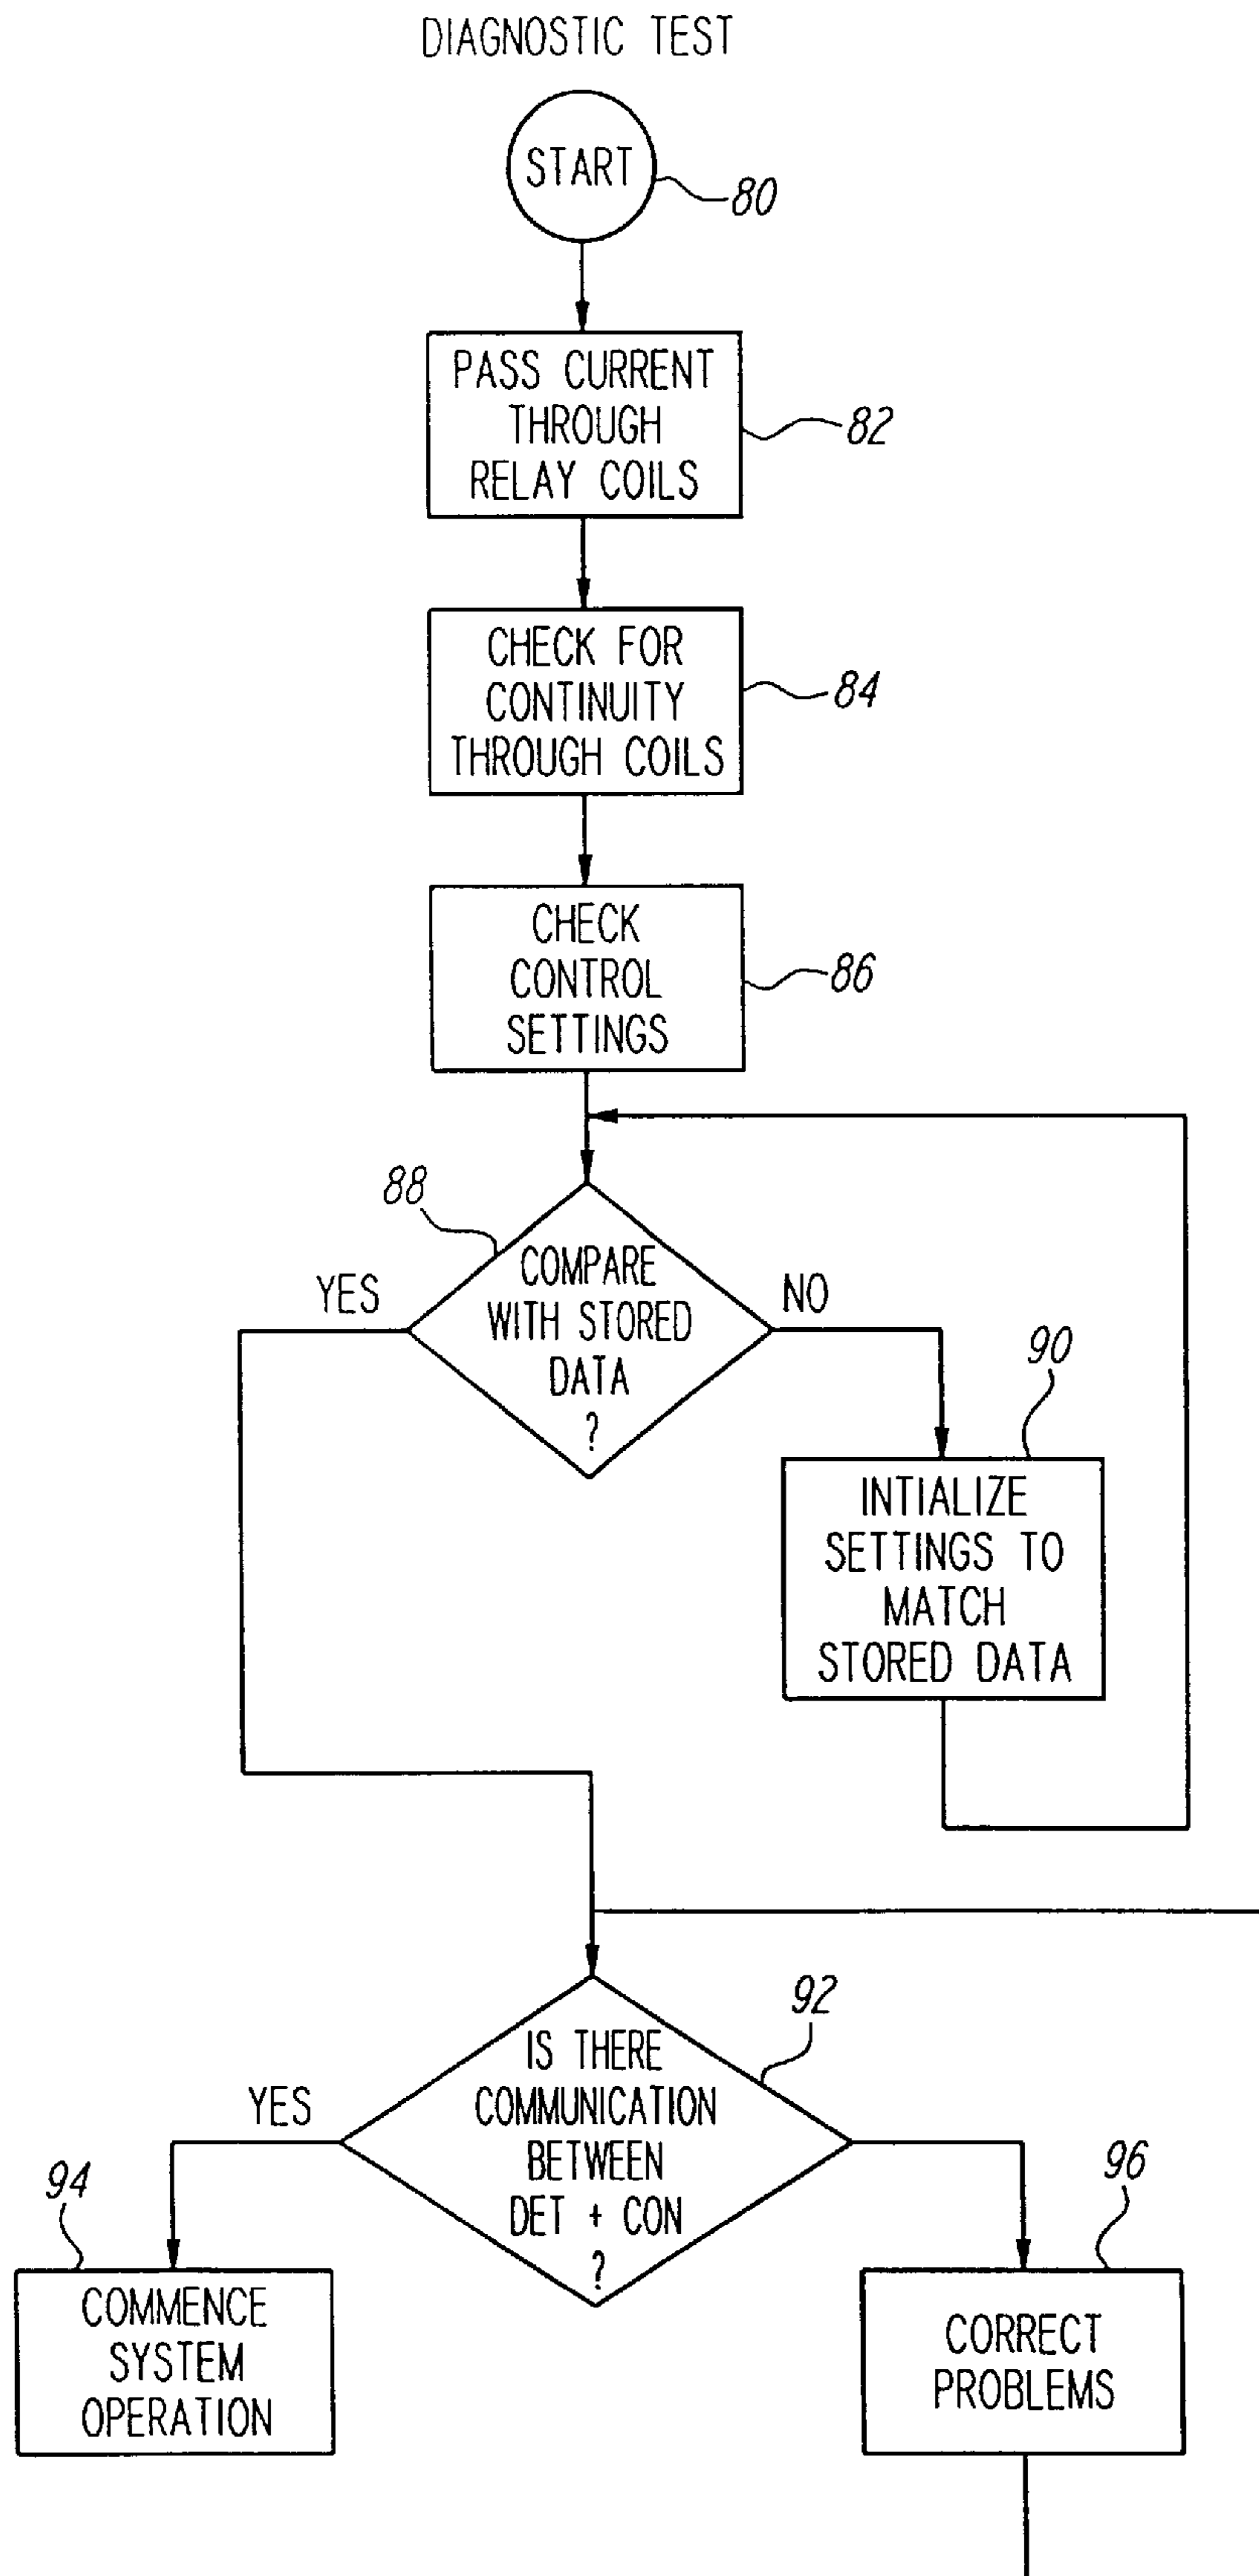 DIAGNOSTIC TEST
START
80
PASS CURRENT
THROUGH
RELAY COILS
82
CHECK FOR
CONTINUITY
THROUGH COILS
84
CHECK
CONTROL
SETTINGS
86
88
COMPARE
WITH STORED
DATA
?
YES
NO
90
INTIALIZE
SETTINGS TO
MATCH
STORED DATA
92
IS THERE
COMMUNICATION
BETWEEN
DET + CON
?
YES
94
COMMENCE
SYSTEM
OPERATION
96
CORRECT
PROBLEMS